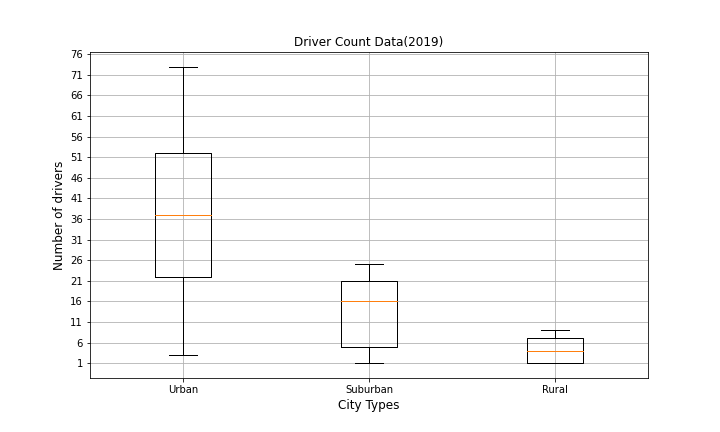 Driver Count Data(2019)
Number of drivers
76
71
66
61
56
51
46
41
36
31
26
21
16
11
6
1
Urban
Suburban
Rural
City Types